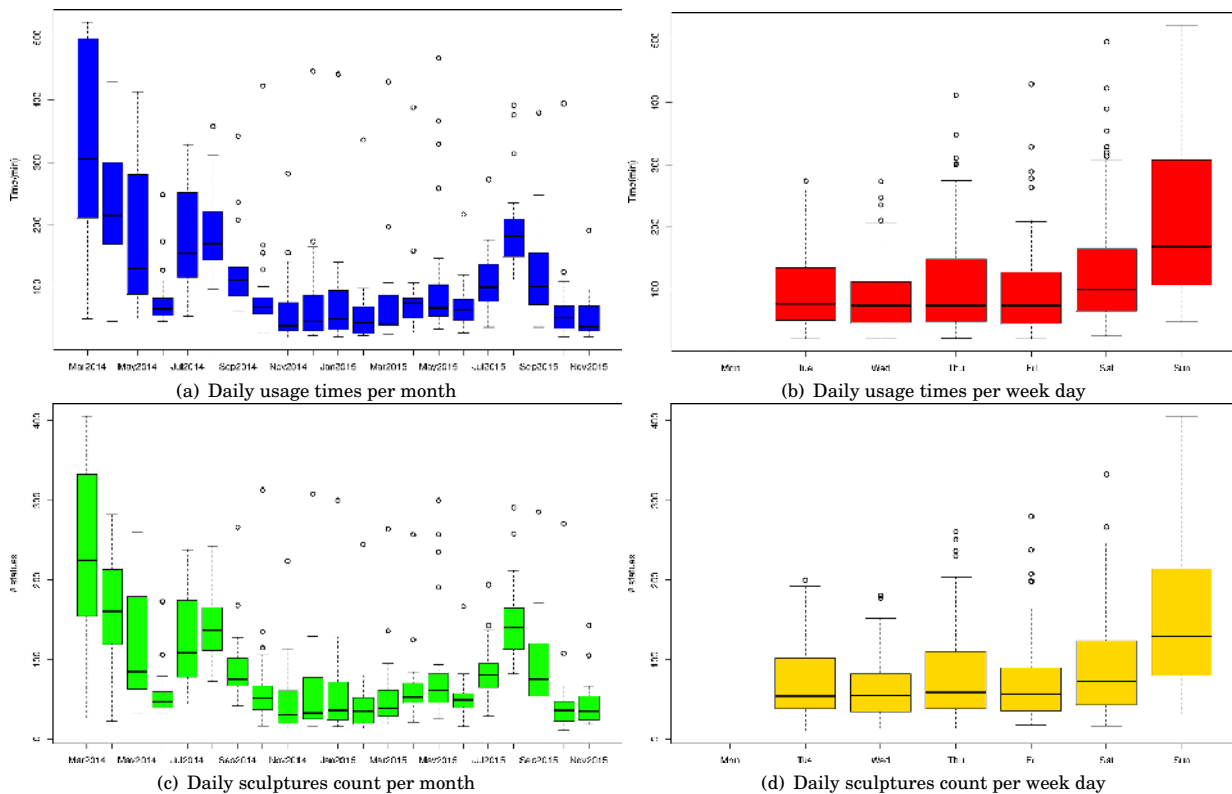 500
400
300
200
100
Time(min)
Mar2014 May2014 Jul2014 Sep2014 Nov2014 Jan2015 Mar2015 May2015 Jul2015 Sep2015 Nov2015
(a) Daily usage times per month
500
400
300
200
100
Time(min)
Mon Tue Wed Thu Fri Sat Sun
(b) Daily usage times per week day
400
300
200
100
0
# statues
Mar2014 May2014 Jul2014 Sep2014 Nov2014 Jan2015 Mar2015 May2015 Jul2015 Sep2015 Nov2015
(c) Daily sculptures count per month
400
300
200
100
0
# statues
Mon Tue Wed Thu Fri Sat Sun
(d) Daily sculptures count per week day